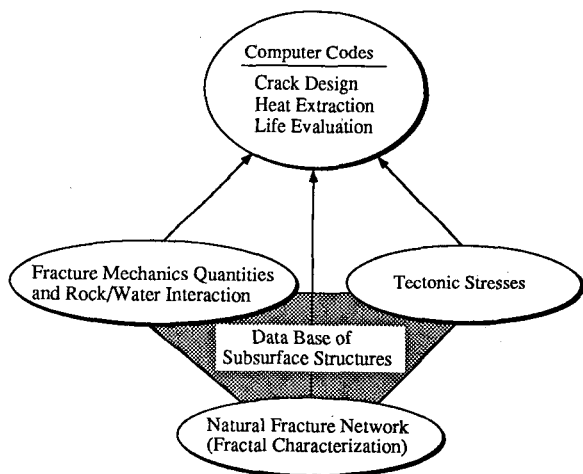 Computer Codes
Crack Design
Heat Extraction
Life Evaluation
Fracture Mechanics Quantities
and Rock/Water Interaction
Tectonic Stresses
Data Base of
Subsurface Structures
Natural Fracture Network
(Fractal Characterization)